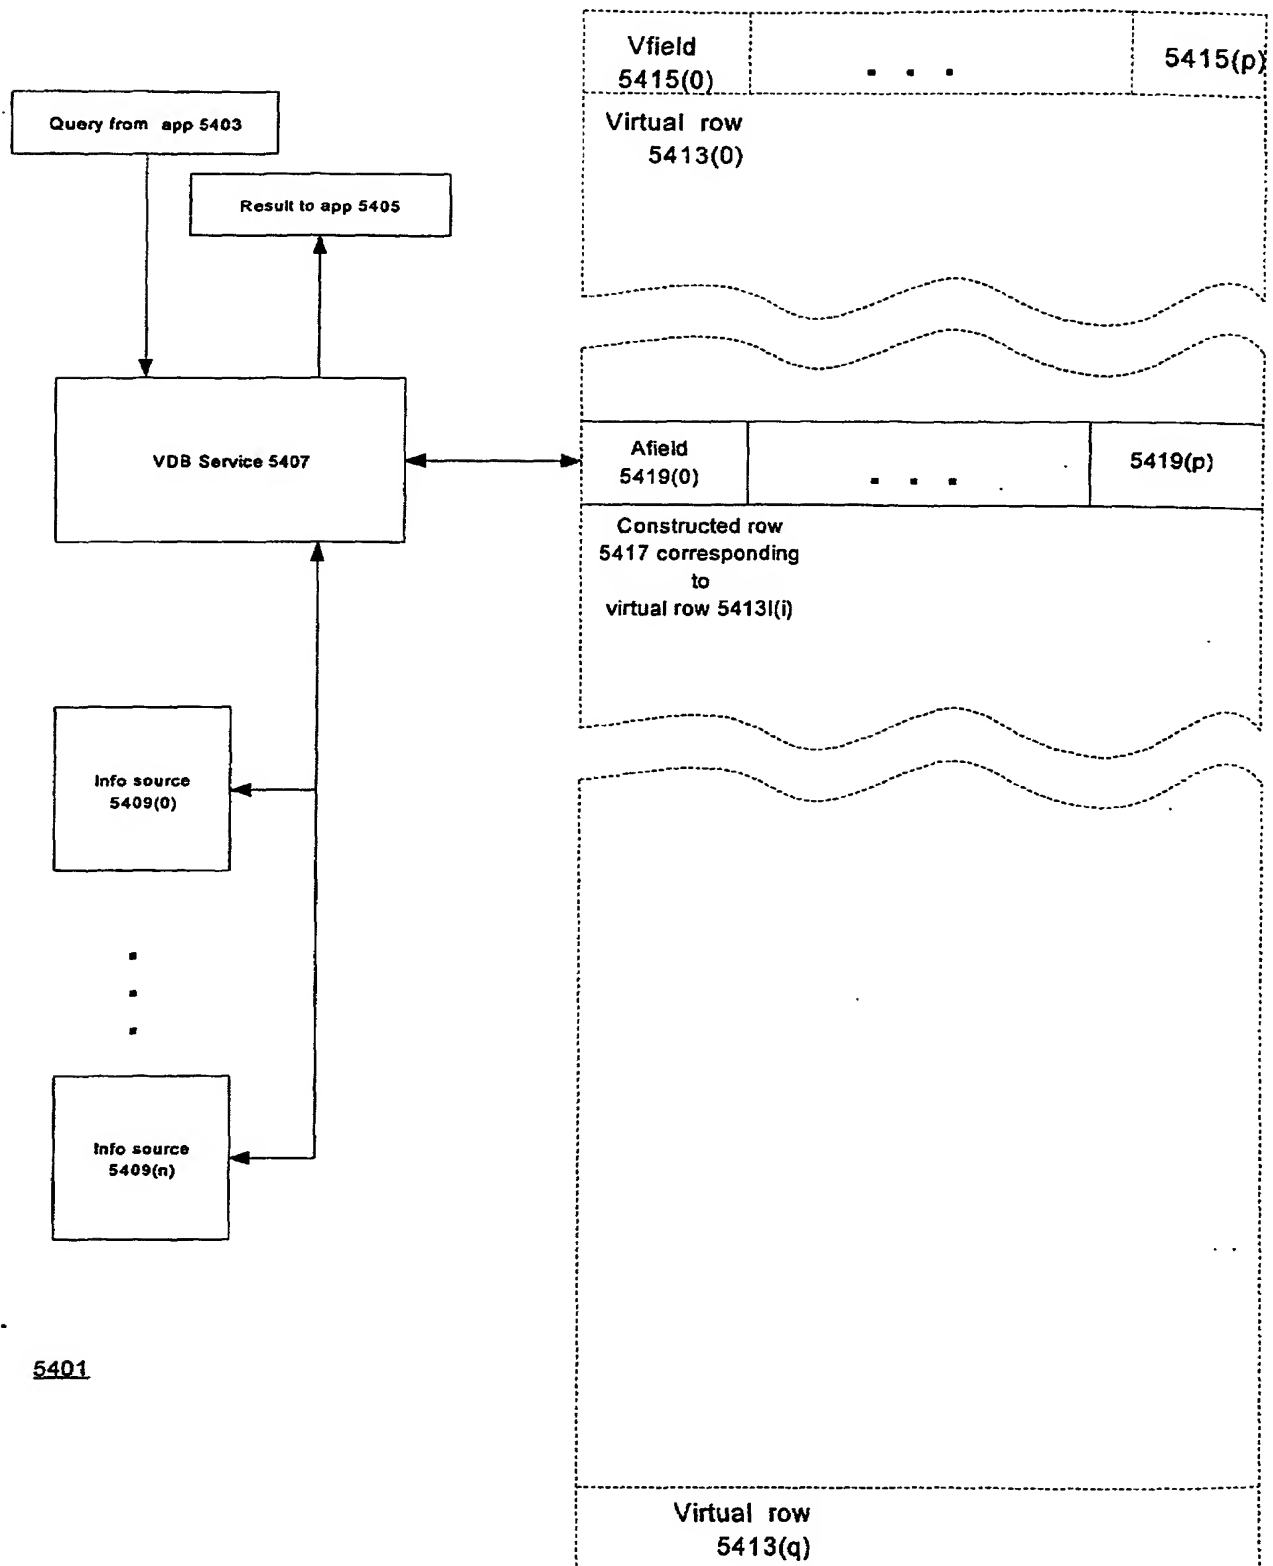 Vfield
5415(0)
. . .
5415(p)
Query from app 5403
Virtual row
5413(0)
Result to app 5405
VDB Service 5407
Afield
5419(0)
. . .
5419(p)
Constructed row
5417 corresponding
to
virtual row 5413l(i)
Info source
5409(0)
Info source
5409(n)
5401
Virtual row
5413(q)